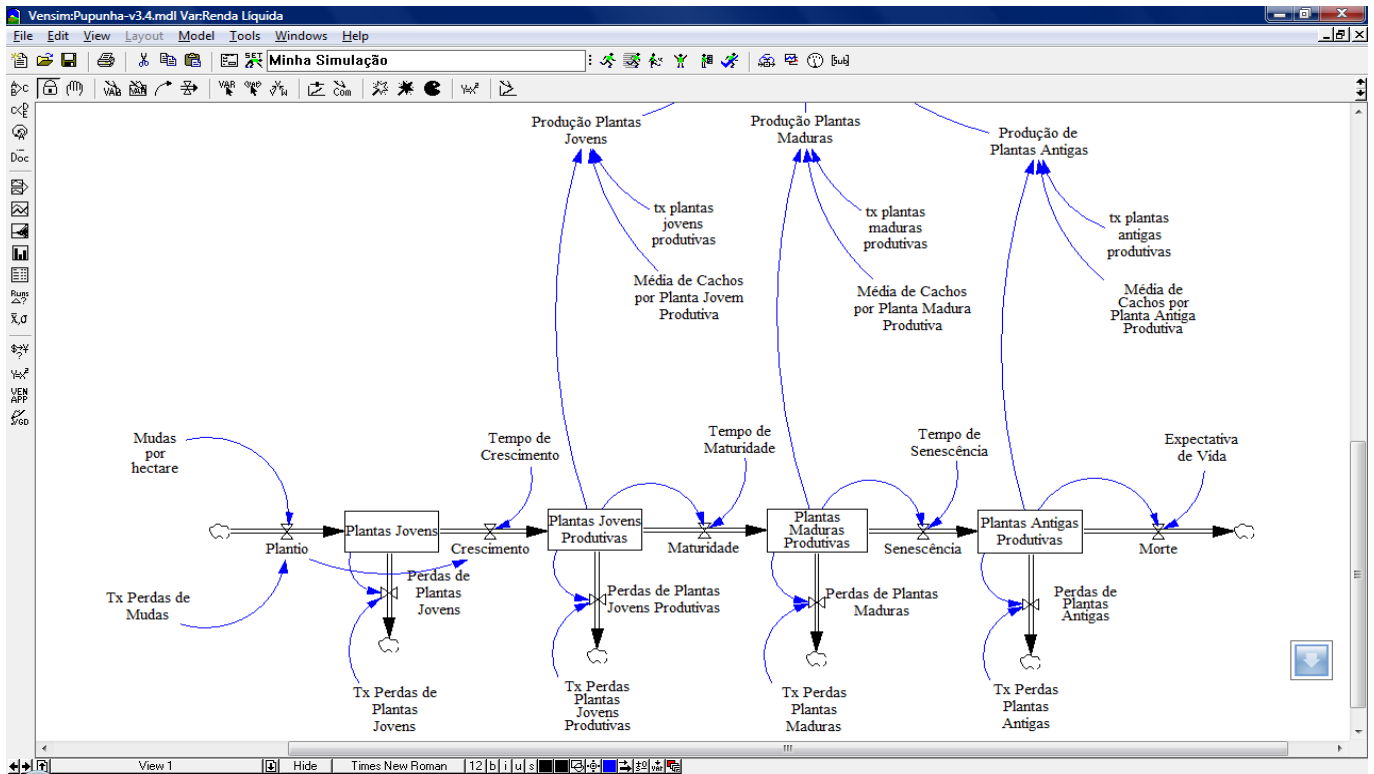 Vensim:Pupunha-v3.4.mdl Var:Renda Líquida
File Edit View Layout Model Tools Windows Help
SET Minha Simulação
VAR
Com
Doc
Runs
VEN
APP
Produção Plantas
Jovens
Produção Plantas
Maduras
Produção de
Plantas Antigas
tx plantas
jovens
produtivas
tx plantas
maduras
produtivas
tx plantas
antigas
produtivas
Média de Cachos
por Planta Jovem
Produtiva
Média de Cachos
por Planta Madura
Produtiva
Média de
Cachos por
Planta Antiga
Produtiva
Mudas
por
hectare
Tempo de
Crescimento
Tempo de
Maturidade
Tempo de
Senescência
Expectativa
de Vida
Plantio
Plantas Jovens
Crescimento
Plantas Jovens
Produtivas
Maturidade
Plantas
Maduras
Produtivas
Senescência
Plantas Antigas
Produtivas
Morte
Tx Perdas de
Mudas
Perdas de
Plantas
Jovens
Perdas de Plantas
Jovens Produtivas
Perdas de Plantas
Maduras
Perdas de
Plantas
Antigas
Tx Perdas de
Plantas
Jovens
Tx Perdas
Plantas
Jovens
Produtivas
Tx Perdas
Plantas
Maduras
Tx Perdas
Plantas
Antigas
View 1 Hide Times New Roman 12 b i u s